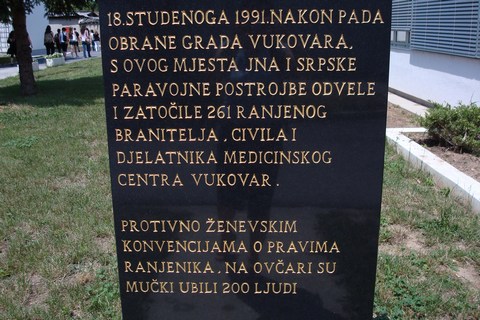 18.STUDENOGA 1991.NAKON PADA
OBRANE GRADA VUKOVARA,
S OVOG MJESTA JNA I SRPSKE
PARAVOJNE POSTROJBE ODVELE
I ZATOČILE 261 RANJENOG
BRANITELJA, CIVILA I
DJELATNIKA MEDICINSKOG
CENTRA VUKOVAR.
PROTIVNO ŽENEVSKIM
KONVENCIJAMA O PRAVIMA
RANJENIKA, NA OVČARI SU
MUČKI UBILI 200 LJUDI